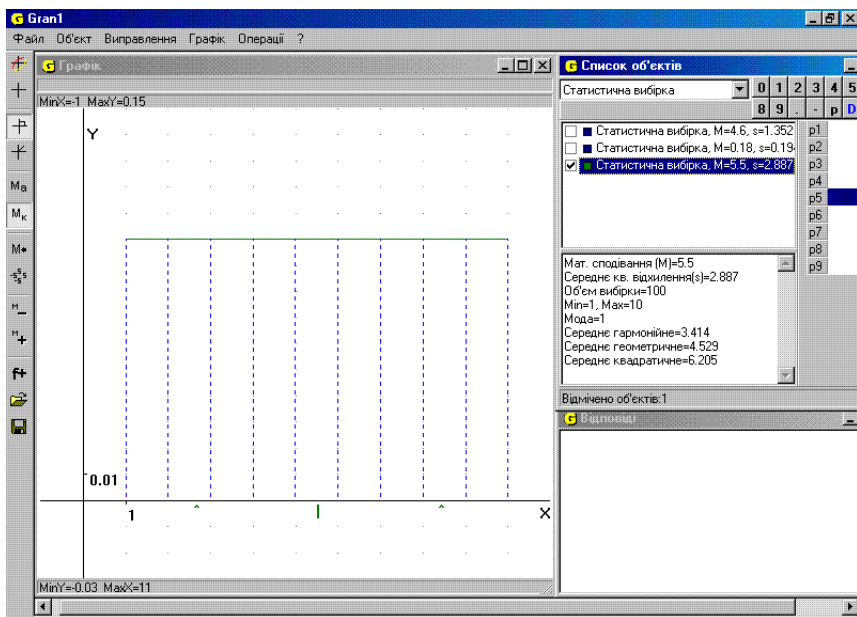 Gran1
Файл Об'єкт Виправлення Графік Операції ?
Графік
MinX=-1 MaxY=0.15
Y
0.01
1
X
MinY=-0.03 MaxX=11
Ma
Mк
M
s s s s
M
M
f+
Список об'єктів
Статистична вибірка
0 1 2 3 4 5
8 9 . - p D
Статистична вибірка, M=4.6, s=1.352
Статистична вибірка, M=0.18, s=0.194
Статистична вибірка, M=5.5, s=2.887
p1
p2
p3
p4
p5
p6
p7
p8
p9
Мат. сподівання (M)=5.5
Середнє кв. відхилення(s)=2.887
Об'єм вибірки=100
Min=1, Max=10
Мода=1
Середнє гармонійне=3.414
Середнє геометричне=4.529
Середнє квадратичне=6.205
Відмічено об'єктів:1
Відповіді